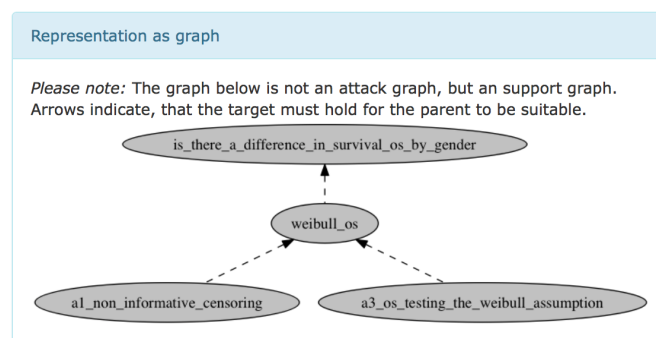 Representation as graph
Please note: The graph below is not an attack graph, but an support graph.
Arrows indicate, that the target must hold for the parent to be suitable.
is_there_a_difference_in_survival_os_by_gender
weibull_os
a1_non_informative_censoring
a3_os_testing_the_weibull_assumption